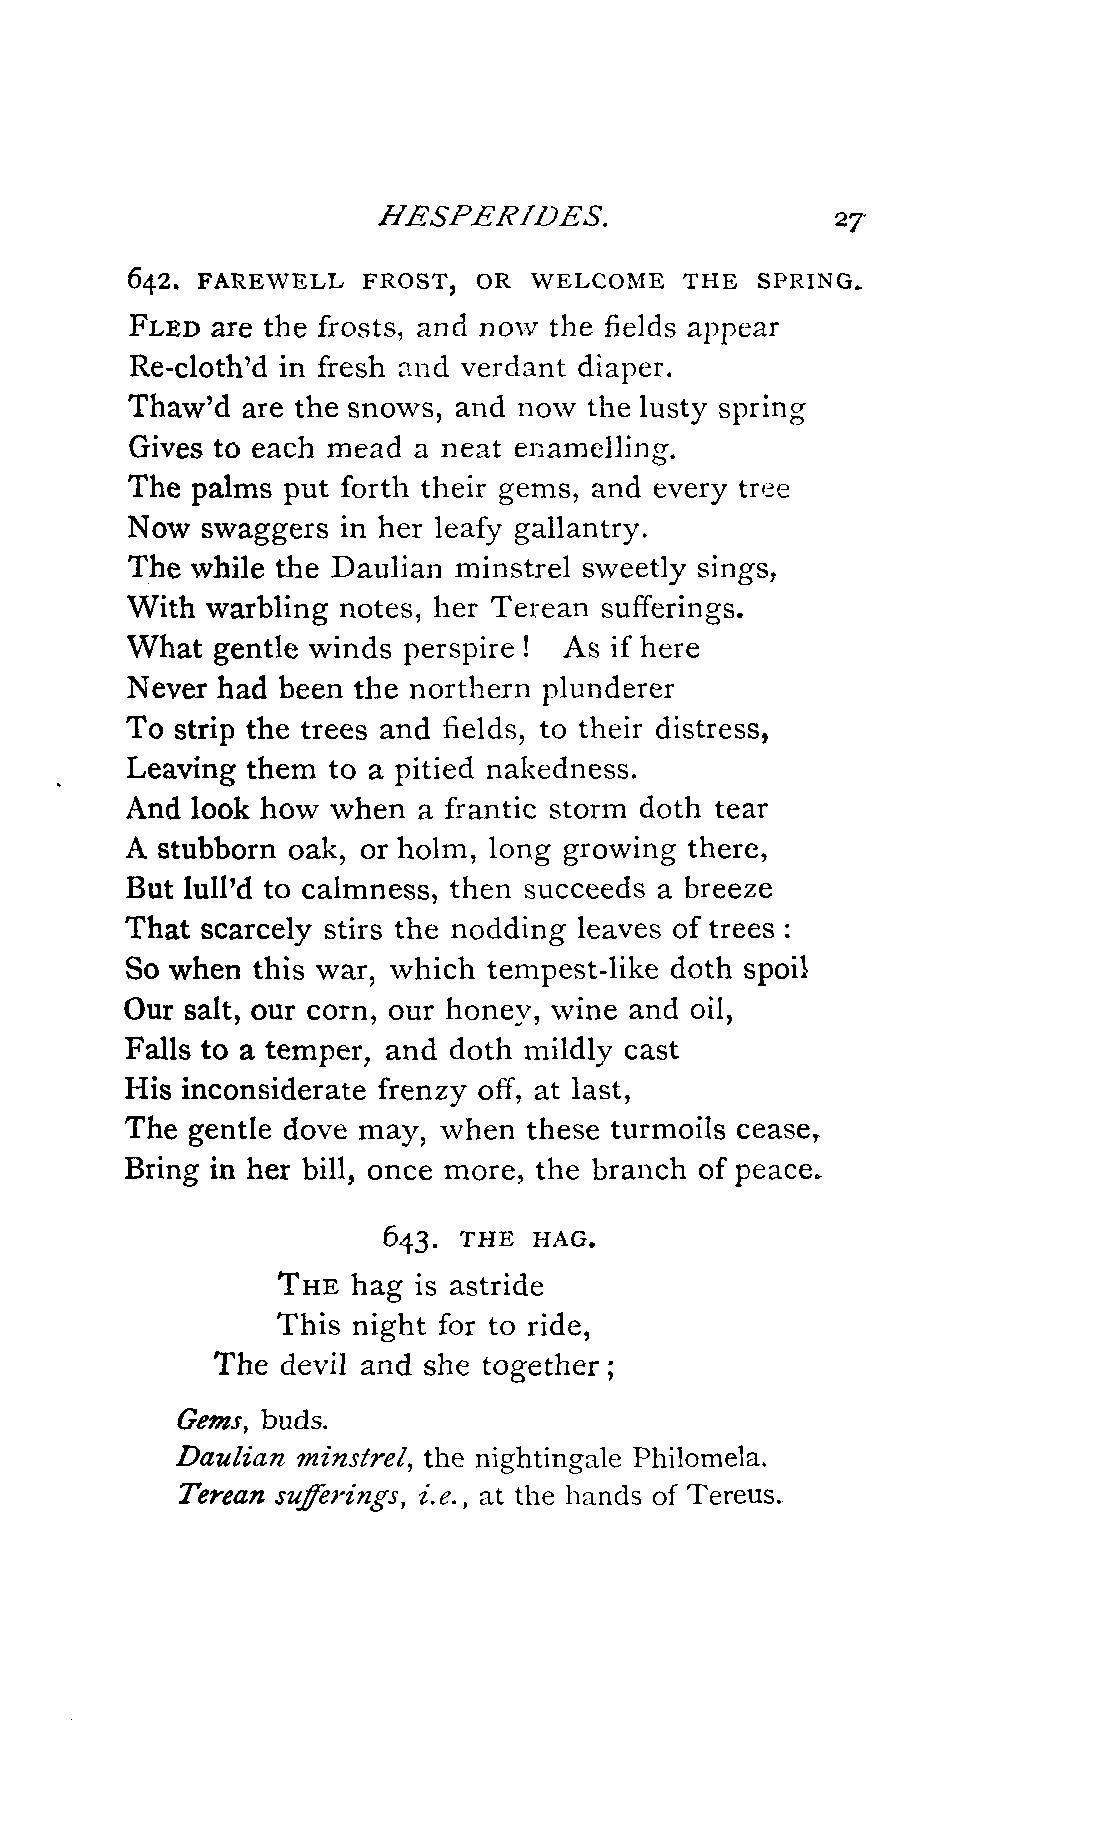 HESPERIDES. 27
642. FAREWELL FROST, OR WELCOME THE SPRING.
FLED are the frosts, and now the fields appear
Re-cloth'd in fresh and verdant diaper.
Thaw'd are the snows, and now the lusty spring
Gives to each mead a neat enamelling.
The palms put forth their gems, and every tree
Now swaggers in her leafy gallantry.
The while the Daulian minstrel sweetly sings,
With warbling notes, her Terean sufferings.
What gentle winds perspire ! As if here
Never had been the northern plunderer
To strip the trees and fields, to their distress,
Leaving them to a pitied nakedness.
And look how when a frantic storm doth tear
A stubborn oak, or holm, long growing there,
But lull'd to calmness, then succeeds a breeze
That scarcely stirs the nodding leaves of trees :
So when this war, which tempest-like doth spoil
Our salt, our corn, our honey, wine and oil,
Falls to a temper, and doth mildly cast
His inconsiderate frenzy off, at last,
The gentle dove may, when these turmoils cease,
Bring in her bill, once more, the branch of peace.
643. THE HAG.
THE hag is astride
This night for to ride,
The devil and she together ;
Gems, buds.
Daulian minstrel, the nightingale Philomela.
Terean sufferings, i.e., at the hands of Tereus.